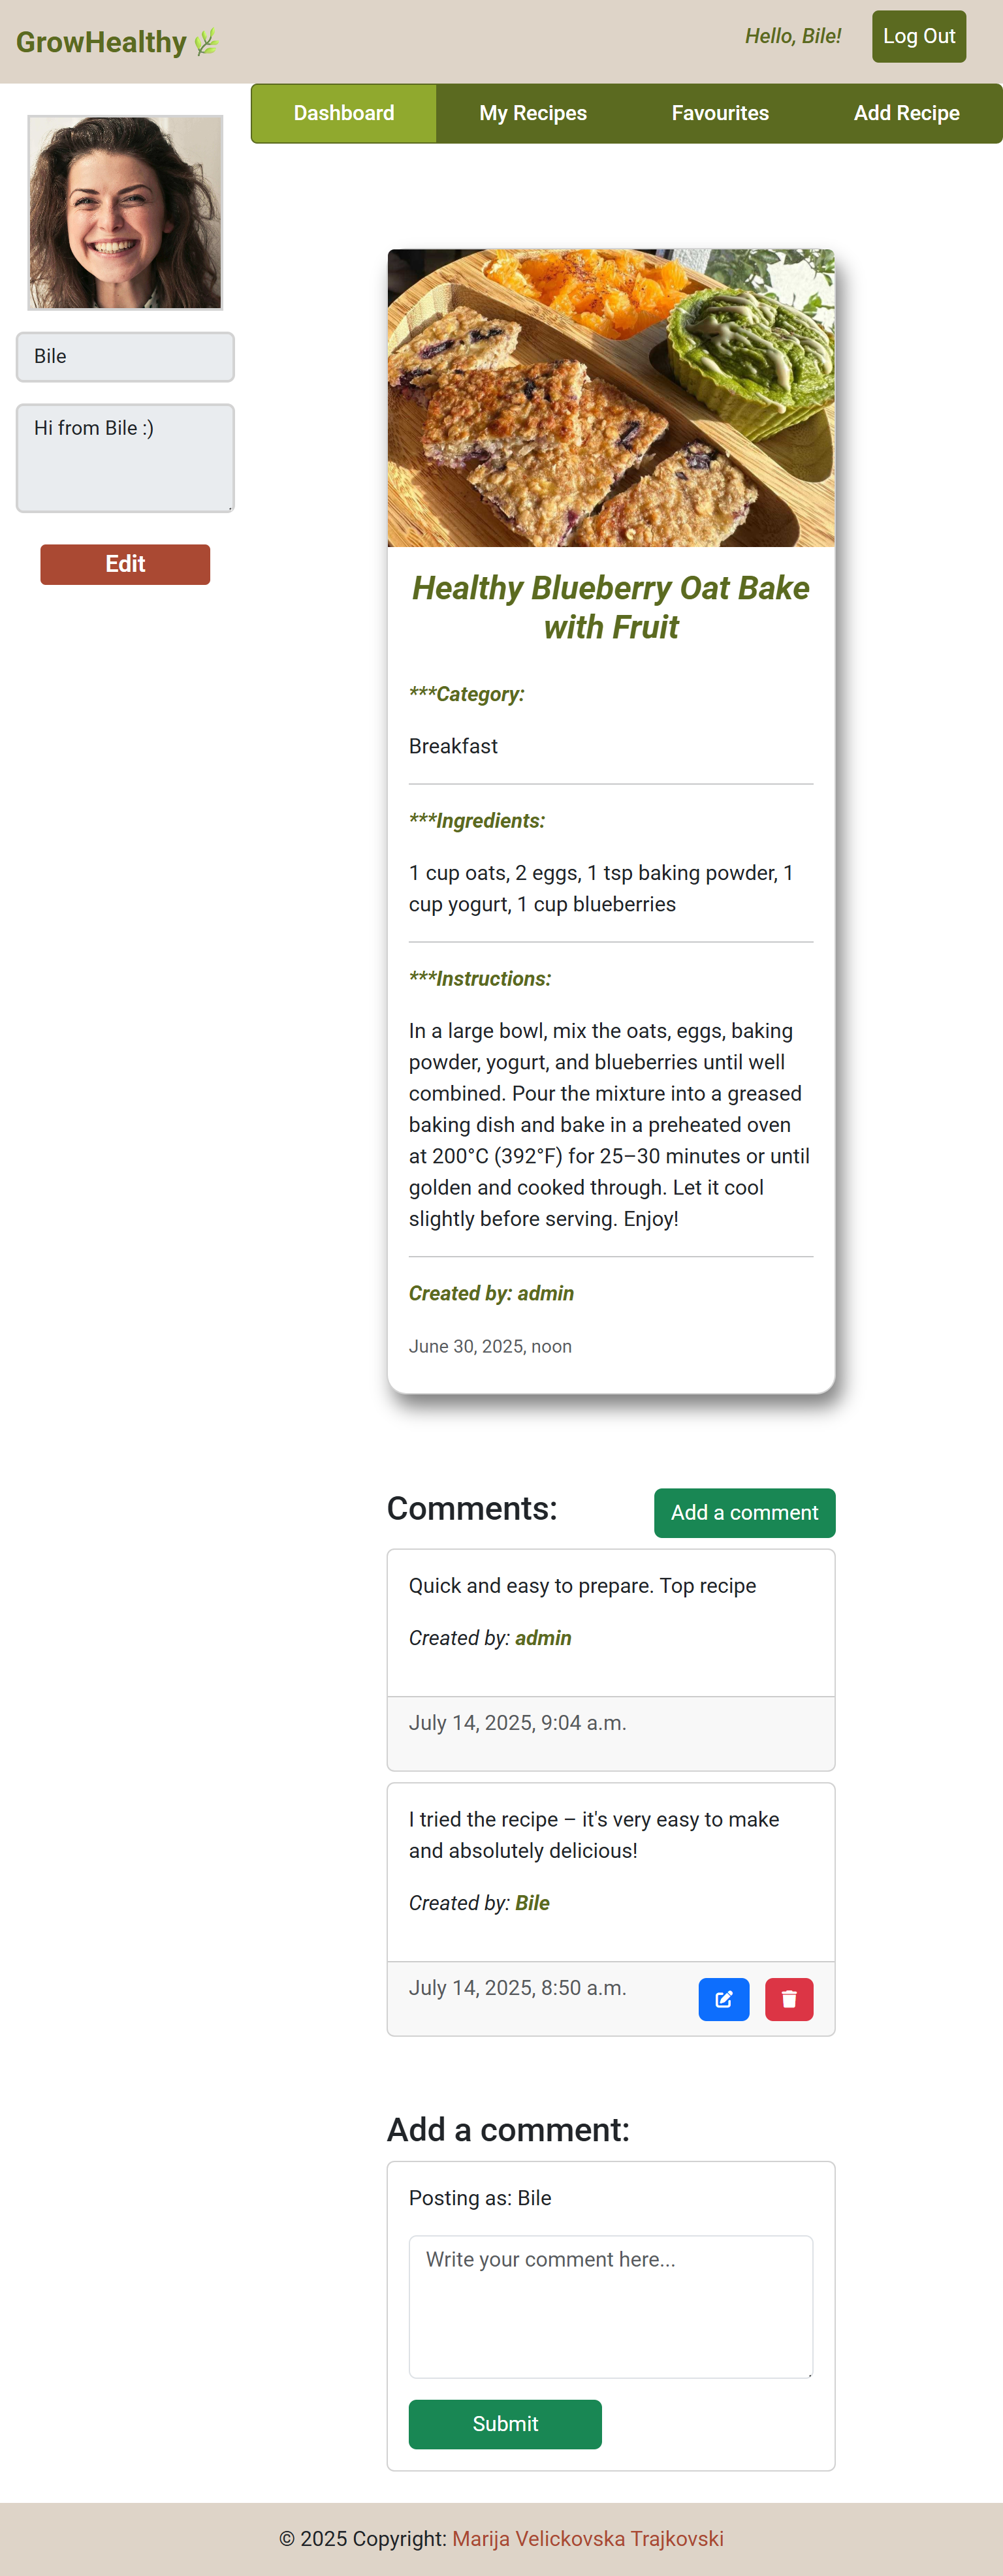 GrowHealthy
Hello, Bile!
Log Out
Dashboard
My Recipes
Favourites
Add Recipe
Bile
Hi from Bile :)
Edit
Healthy Blueberry Oat Bake
with Fruit
***Category:
Breakfast
***Ingredients:
1 cup oats, 2 eggs, 1 tsp baking powder, 1
cup yogurt, 1 cup blueberries
***Instructions:
In a large bowl, mix the oats, eggs, baking
powder, yogurt, and blueberries until well
combined. Pour the mixture into a greased
baking dish and bake in a preheated oven
at 200°C (392°F) for 25–30 minutes or until
golden and cooked through. Let it cool
slightly before serving. Enjoy!
Created by: admin
June 30, 2025, noon
Comments:
Add a comment
Quick and easy to prepare. Top recipe
Created by: admin
July 14, 2025, 9:04 a.m.
I tried the recipe – it's very easy to make
and absolutely delicious!
Created by: Bile
July 14, 2025, 8:50 a.m.
Add a comment:
Posting as: Bile
Write your comment here...
Submit
© 2025 Copyright: Marija Velickovska Trajkovski